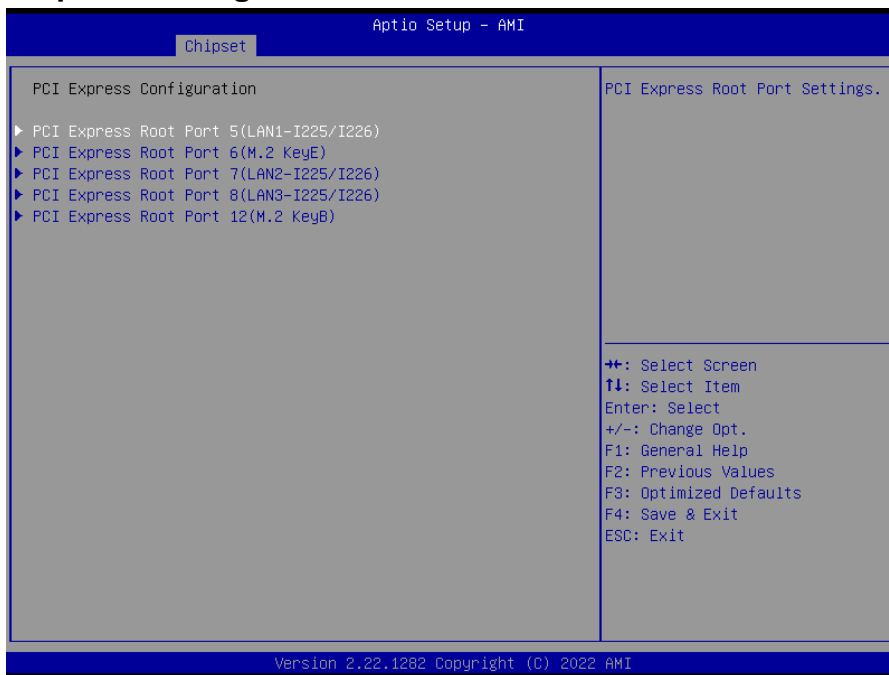 Aptio Setup – AMI
Chipset
PCI Express Configuration
PCI Express Root Port 5(LAN1-I225/I226)
PCI Express Root Port 6(M.2 KeyE)
PCI Express Root Port 7(LAN2-I225/I226)
PCI Express Root Port 8(LAN3-I225/I226)
PCI Express Root Port 12(M.2 KeyB)
PCI Express Root Port Settings.
→←: Select Screen
↑↓: Select Item
Enter: Select
+/-: Change Opt.
F1: General Help
F2: Previous Values
F3: Optimized Defaults
F4: Save & Exit
ESC: Exit
Version 2.22.1282 Copyright (C) 2022 AMI